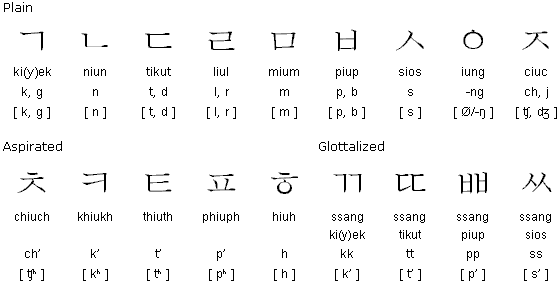 Plain
ㄱ ㄴ ㄷ ㄹ ㅁ ㅂ ㅅ ㅇ ㅈ
ki(y)ek niun tikut liul mium piup sios iung ciuc
k, g n t, d l, r m p, b s -ng ch, j
[ k, g ] [ n ] [ t, d ] [ l, r ] [ m ] [ p, b ] [ s ] [ Ø/-ŋ ] [ ʧ, ʤ ]
Aspirated Glottalized
ㅊ ㅋ ㅌ ㅍ ㅎ ㄲ ㄸ ㅃ ㅆ
chiuch khiukh thiuth phiuph hiuh ssang ssang ssang ssang
ki(y)ek tikut piup sios
ch’ k’ t’ p’ h kk tt pp ss
[ ʧʰ ] [ kʰ ] [ tʰ ] [ pʰ ] [ h ] [ k’ ] [ t’ ] [ p’ ] [ s’ ]